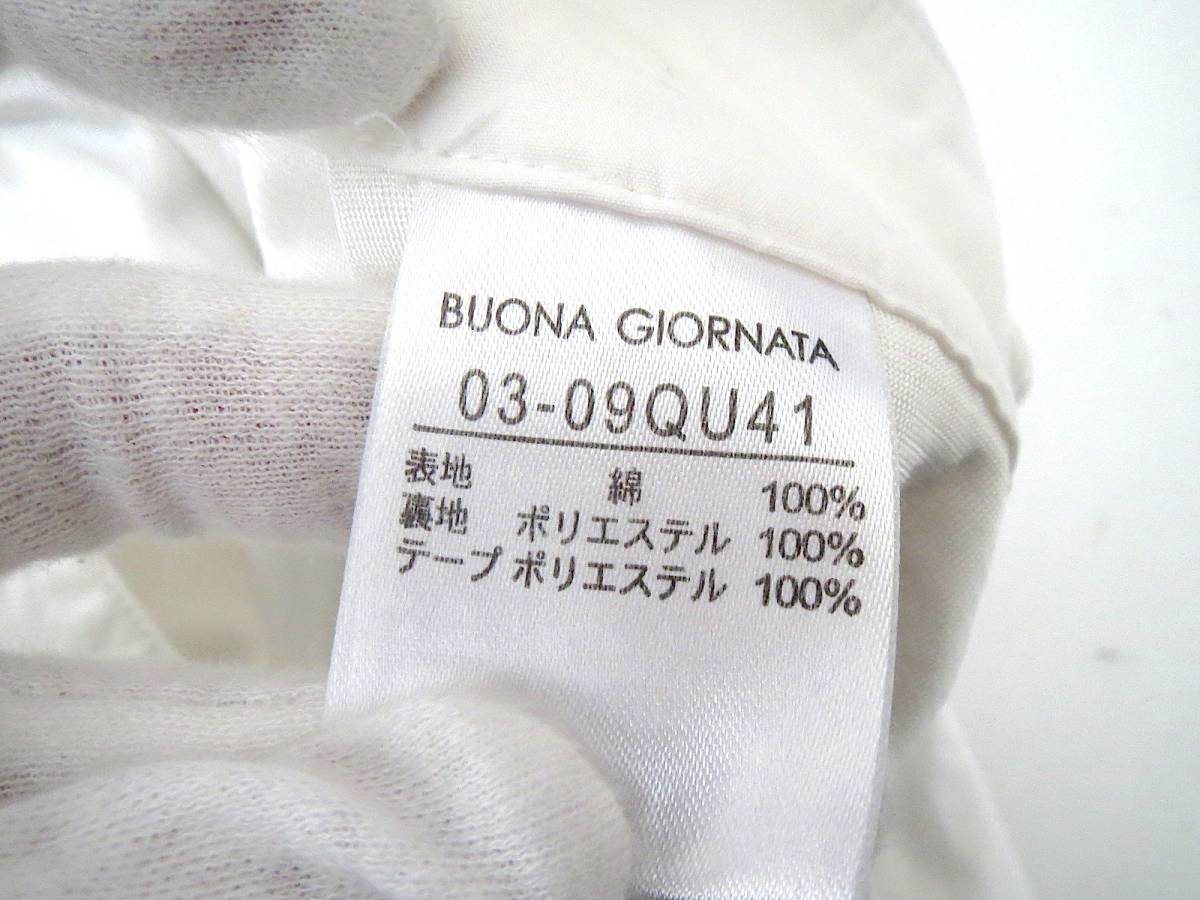 BUONA GIORNATA
03-09QU41
表地 綿 100%
裏地 ポリエステル 100%
テープ ポリエステル 100%